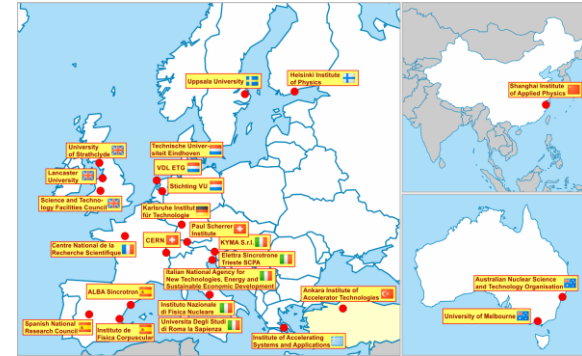 Uppsala University
Helsinki Institute
of Physics
Shanghai Institute
of Applied Physics
University
of Strathclyde
Technische Univer-
siteit Eindhoven
VDL ETG
Lancaster
University
Stichting VU
Science and Techno-
logy Facilities Council
Karlsruhe Institut
für Technologie
Paul Scherrer
Institute
Centre National de la
Recherche Scientifique
CERN
KYMA S.r.l.
Elettra Sincrotrone
Trieste SCPA
Italian National Agency for
New Technologies, Energy and
Sustainable Economic Development
ALBA Sincrotron
Istituto Nazionale
di Fisica Nucleare
Ankara Institute of
Accelerator Technologies
Spanish National
Research Council
Instituto de
Fisica Corpuscular
Universita Degli Studi
di Roma la Sapienza
Institute of Accelerating
Systems and Applications
Australian Nuclear Science
and Technology Organisation
University of Melbourne